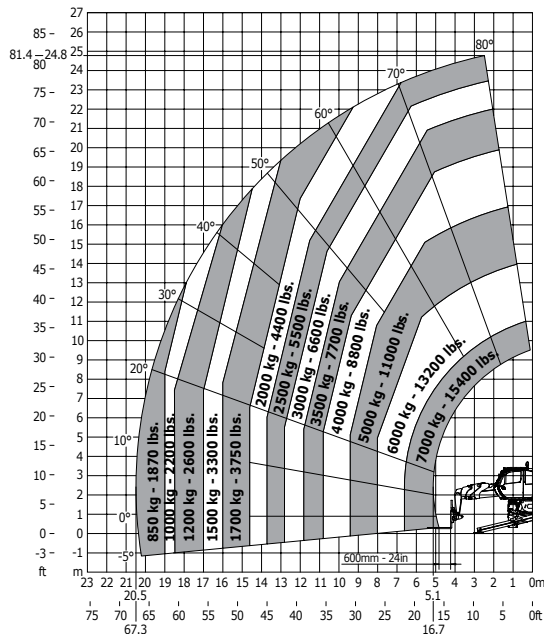 27
85 – 26
81.4 – 24.8 25
80 24
75 – 23
22
70 – 21
20
65 – 19
60 – 18
17
55 – 16
50 – 15
14
45 – 13
40 – 12
11
35 – 10
30 – 9
8
25 – 7
20 – 6
5
15 – 4
10 – 3
2
5 – 1
0 – 0
-3 – -1
ft m
80°
70°
60°
50°
40°
30°
20°
10°
0°
-5°
850 kg - 1870 lbs.
1000 kg - 2200 lbs.
1200 kg - 2600 lbs.
1500 kg - 3300 lbs.
1700 kg - 3750 lbs.
2000 kg - 4400 lbs.
2500 kg - 5500 lbs.
3000 kg - 6600 lbs.
3500 kg - 7700 lbs.
4000 kg - 8800 lbs.
5000 kg - 11000 lbs.
6000 kg - 13200 lbs.
7000 kg - 15400 lbs.
600mm - 24in
23 22 21 20 19 18 17 16 15 14 13 12 11 10 9 8 7 6 5 4 3 2 1 0m
20.5 5.1
75 70 65 60 55 50 45 40 35 30 25 20 15 10 5 0ft
67.3 16.7